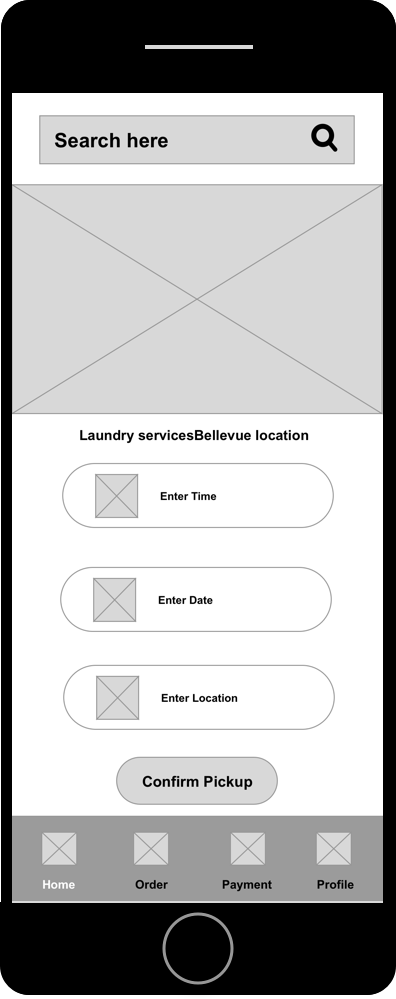 Search here
Laundry servicesBellevue location
Enter Time
Enter Date
Enter Location
Confirm Pickup
Home Order Payment Profile